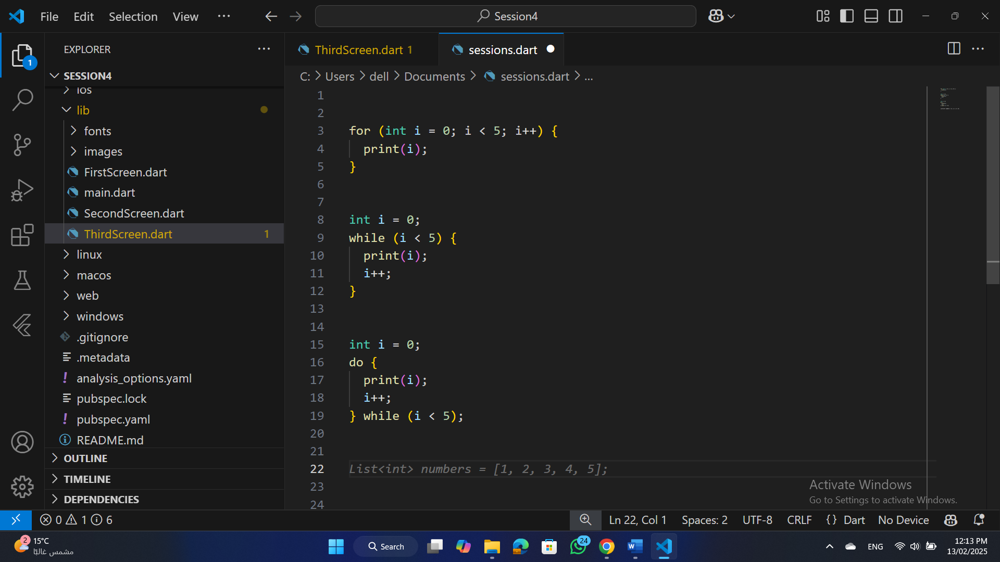 File Edit Selection View ...
Session4
EXPLORER ...
SESSION4
ios
lib
fonts
images
FirstScreen.dart
main.dart
SecondScreen.dart
ThirdScreen.dart 1
linux
macos
web
windows
.gitignore
.metadata
! analysis_options.yaml
pubspec.lock
! pubspec.yaml
README.md
OUTLINE
TIMELINE
DEPENDENCIES
1
ThirdScreen.dart 1
sessions.dart
C: > Users > dell > Documents > sessions.dart > ...
1
2
3 for (int i = 0; i < 5; i++) {
4 print(i);
5 }
6
7
8 int i = 0;
9 while (i < 5) {
10 print(i);
11 i++;
12 }
13
14
15 int i = 0;
16 do {
17 print(i);
18 i++;
19 } while (i < 5);
20
21
22 List<int> numbers = [1, 2, 3, 4, 5];
23
24
Activate Windows
Go to Settings to activate Windows.
0 1 6
Ln 22, Col 1 Spaces: 2 UTF-8 CRLF {} Dart No Device
2
15°C
مشمس غالبًا
Search
24
ENG
12:13 PM
13/02/2025